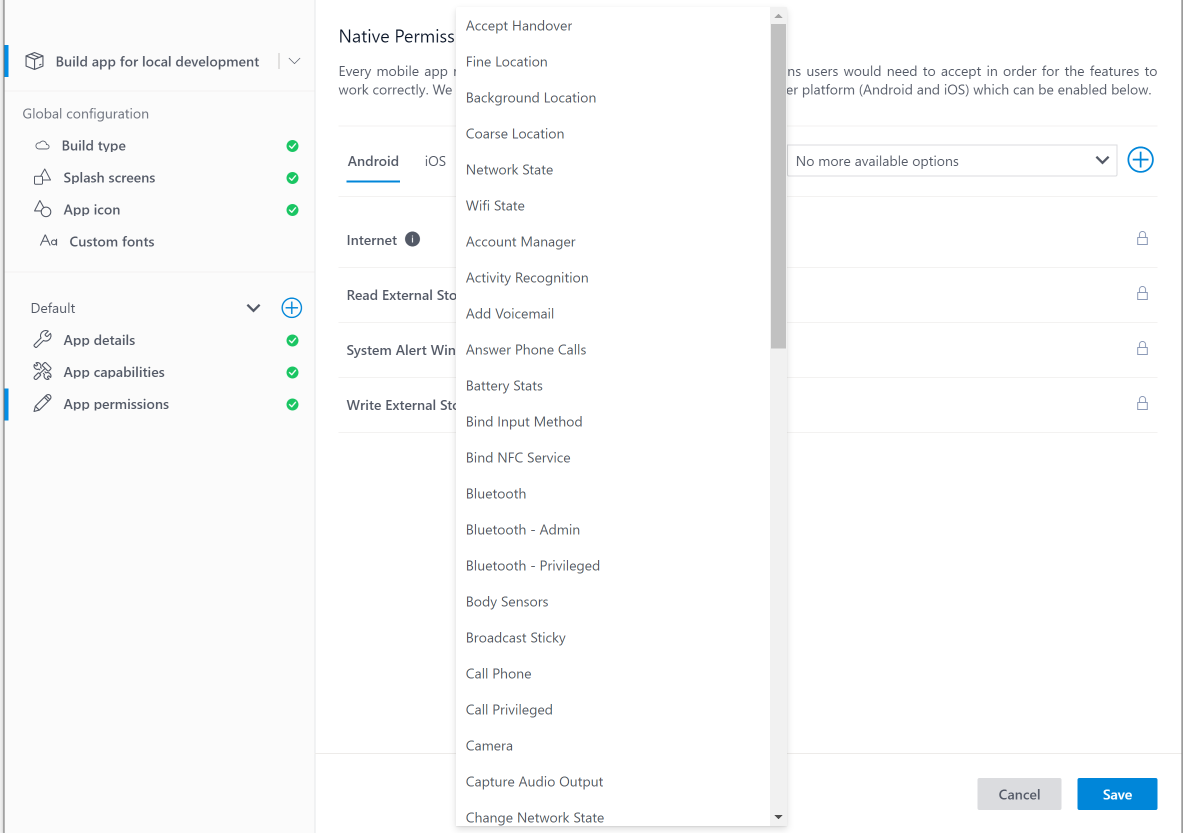 Build app for local development
Global configuration
Build type
Splash screens
App icon
Aa Custom fonts
Default
App details
App capabilities
App permissions
Native Permiss
Every mobile app
ns users would need to accept in order for the features to
work correctly. We
er platform (Android and iOS) which can be enabled below.
Android iOS
No more available options
Internet i
Read External Sto
System Alert Win
Write External Sto
Accept Handover
Fine Location
Background Location
Coarse Location
Network State
Wifi State
Account Manager
Activity Recognition
Add Voicemail
Answer Phone Calls
Battery Stats
Bind Input Method
Bind NFC Service
Bluetooth
Bluetooth - Admin
Bluetooth - Privileged
Body Sensors
Broadcast Sticky
Call Phone
Call Privileged
Camera
Capture Audio Output
Change Network State
Cancel
Save